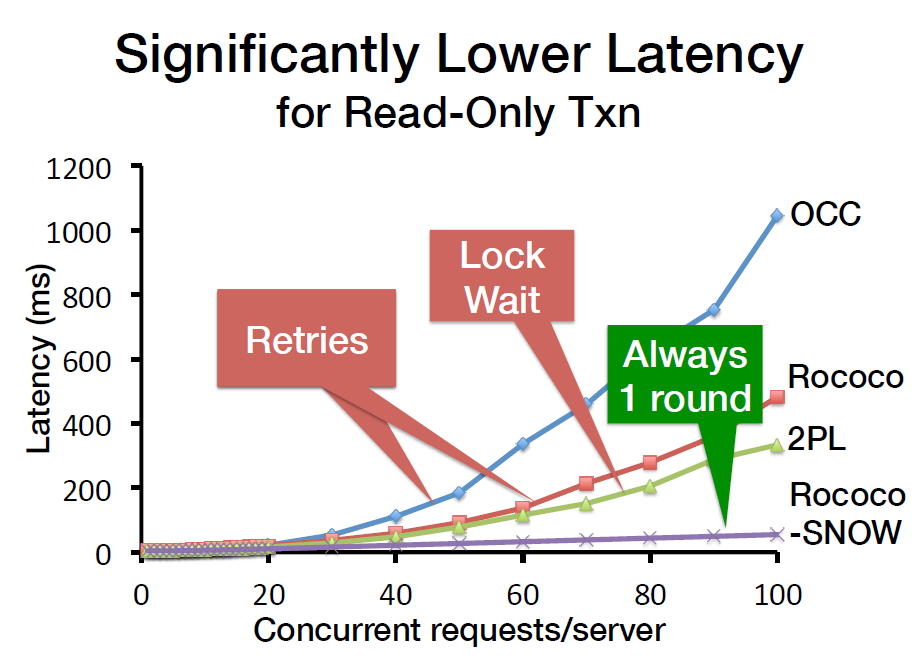 Significantly Lower Latency
for Read-Only Txn
Latency (ms)
1200
1000
800
600
400
200
0
Retries
Lock
Wait
Always
1 round
OCC
Rococo
2PL
Rococo
-SNOW
0 20 40 60 80 100
Concurrent requests/server